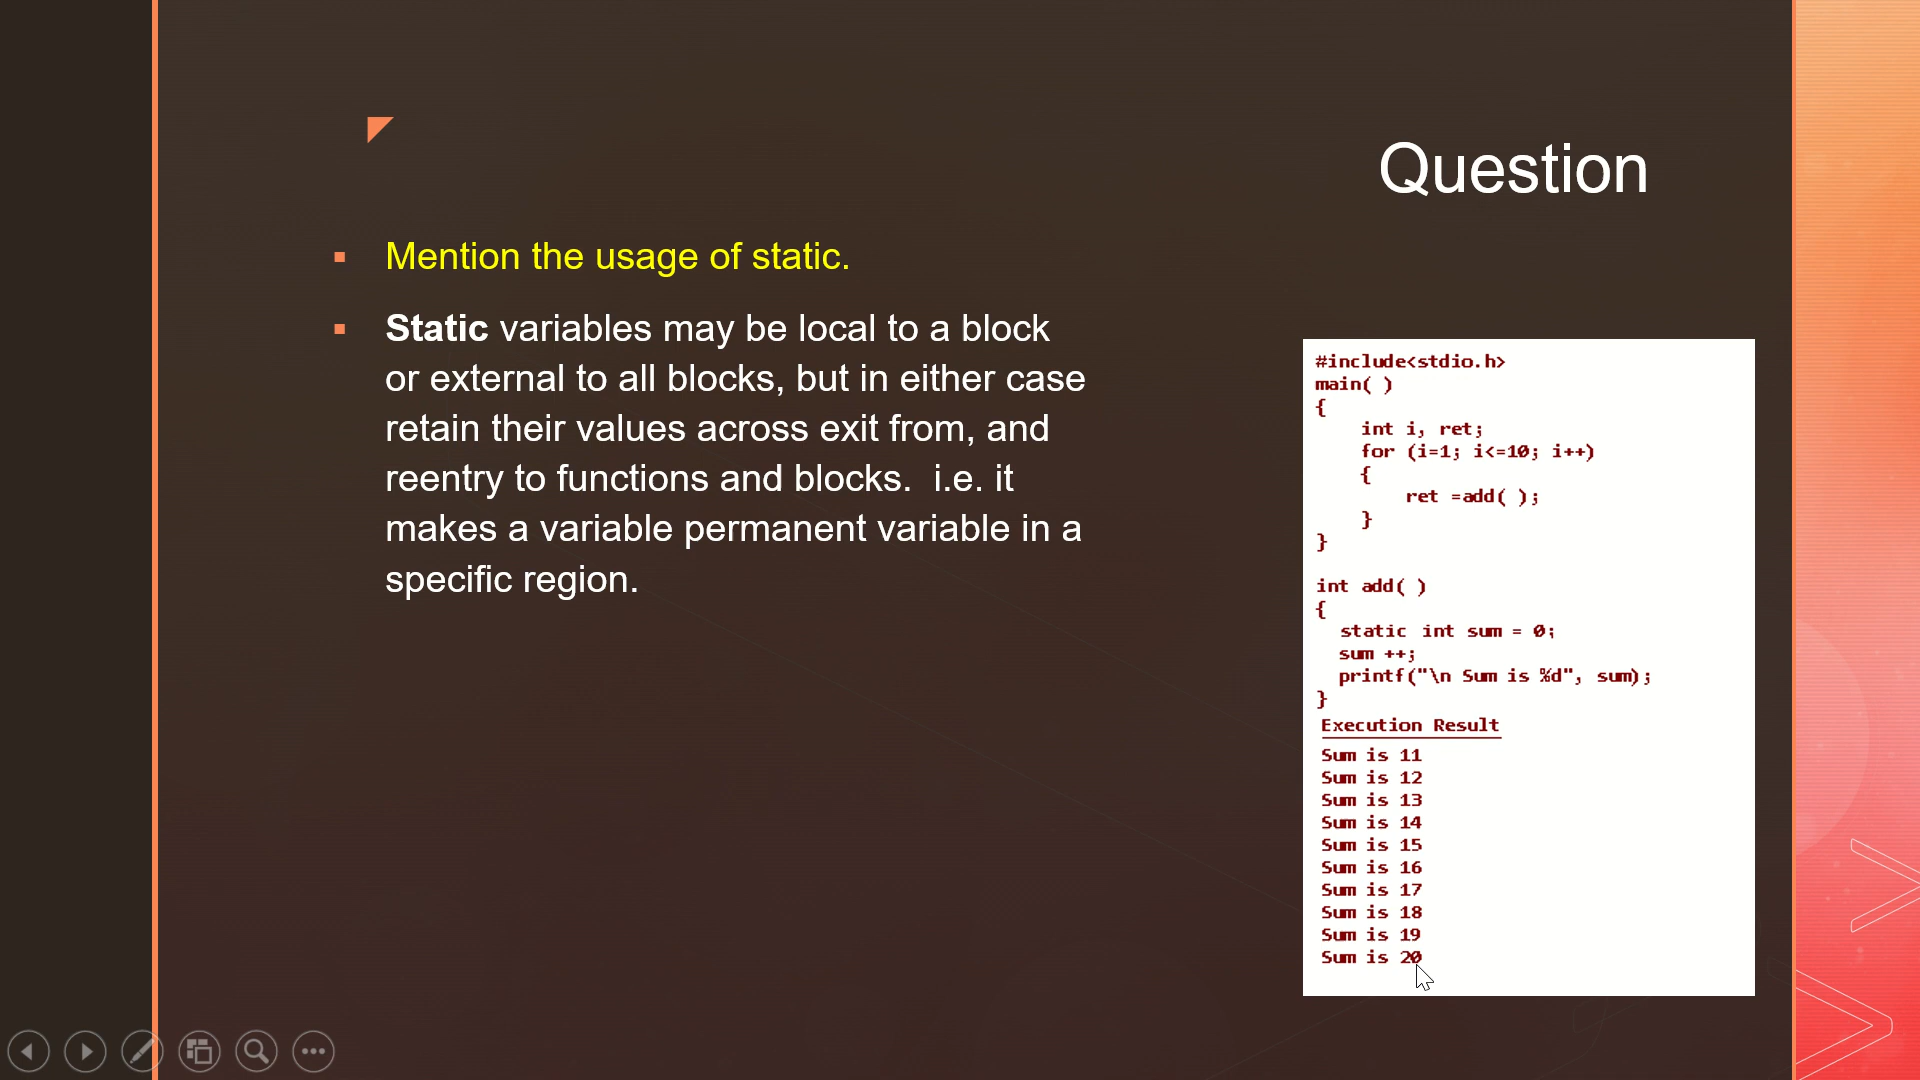 Question
Mention the usage of static.
Static variables may be local to a block
or external to all blocks, but in either case
retain their values across exit from, and
reentry to functions and blocks.  i.e. it
makes a variable permanent variable in a
specific region.
#include<stdio.h>
main( )
{
    int i, ret;
    for (i=1; i<=10; i++)
    {
        ret =add( );
    }
}
int add( )
{
  static int sum = 0;
  sum ++;
  printf("\n Sum is %d", sum);
}
Execution Result
Sum is 11
Sum is 12
Sum is 13
Sum is 14
Sum is 15
Sum is 16
Sum is 17
Sum is 18
Sum is 19
Sum is 20